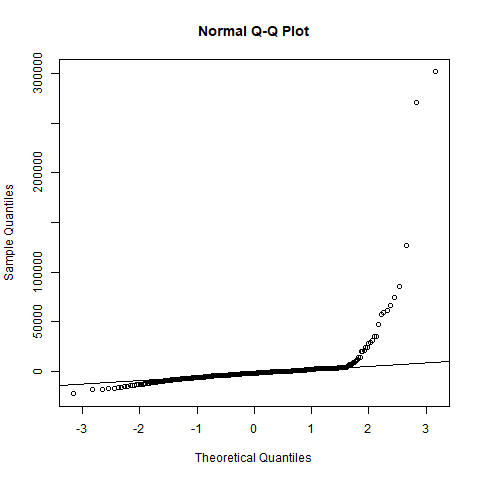 Normal Q-Q Plot
300000
200000
100000
50000
0
Sample Quantiles
-3 -2 -1 0 1 2 3
Theoretical Quantiles